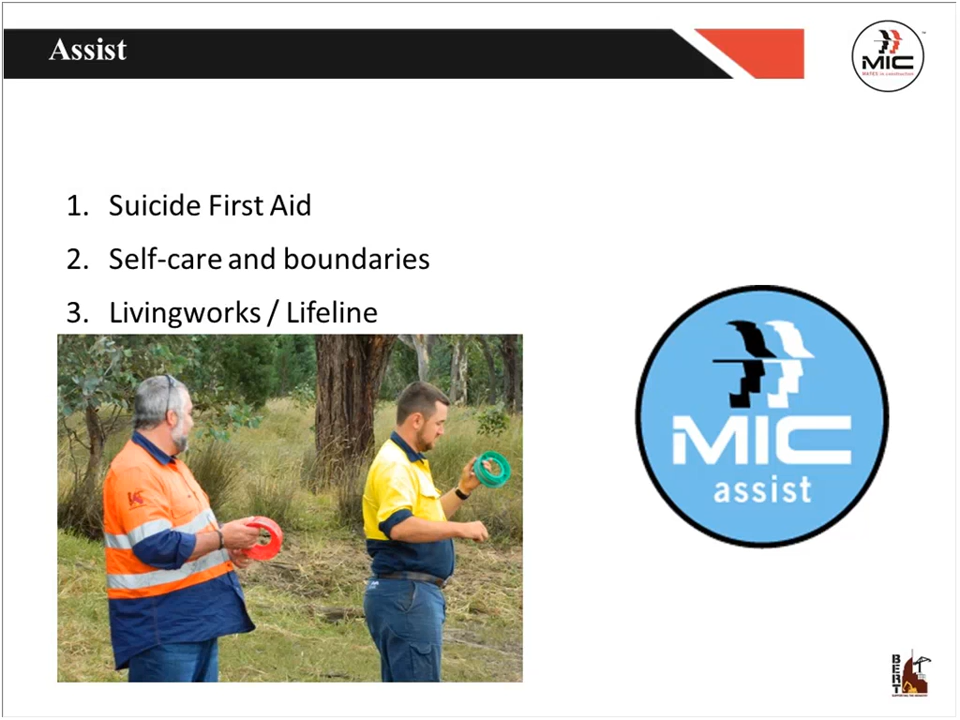 Assist
MIC
MATES in construction
1. Suicide First Aid
2. Self-care and boundaries
3. Livingworks / Lifeline
MIC
assist
BERT